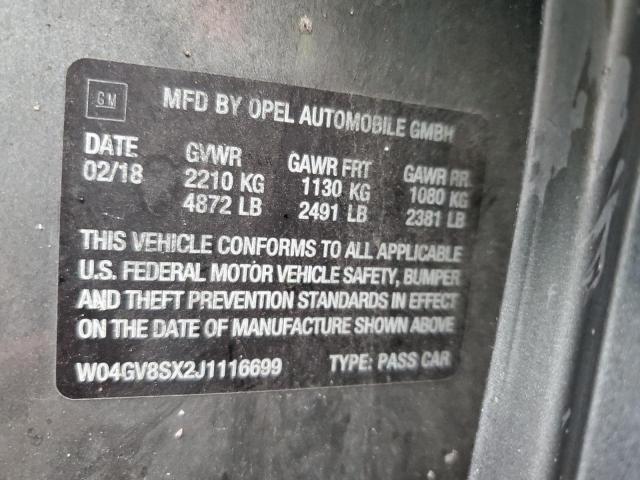 GM MFD BY OPEL AUTOMOBILE GMBH
DATE GVWR GAWR FRT GAWR RR
02/18 2210 KG 1130 KG 1080 KG
4872 LB 2491 LB 2381 LB
THIS VEHICLE CONFORMS TO ALL APPLICABLE
U.S. FEDERAL MOTOR VEHICLE SAFETY, BUMPER
AND THEFT PREVENTION STANDARDS IN EFFECT
ON THE DATE OF MANUFACTURE SHOWN ABOVE
W04GV8SX2J1116699 TYPE: PASS CAR